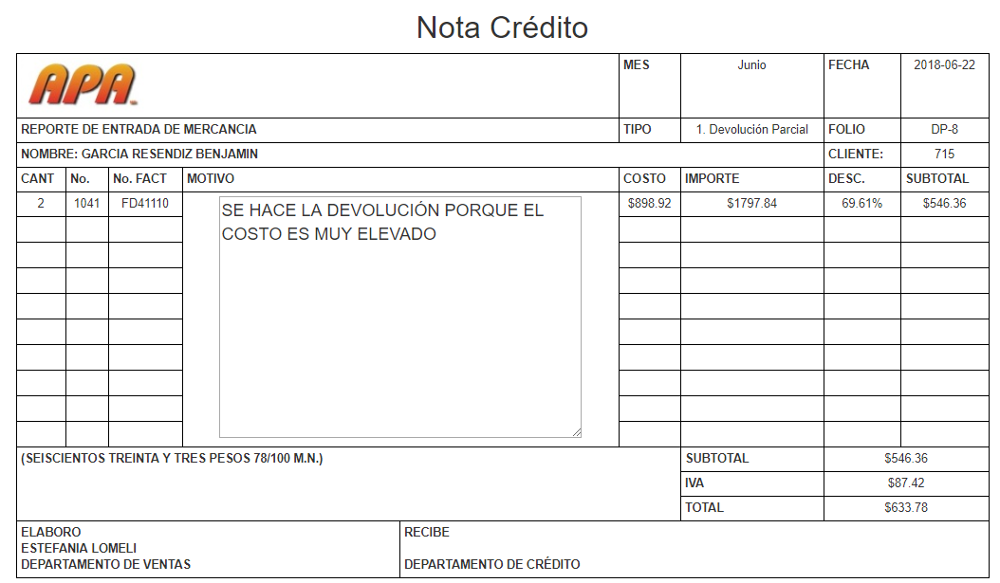 Nota Crédito
APA MES Junio FECHA 2018-06-22
REPORTE DE ENTRADA DE MERCANCIA TIPO 1. Devolución Parcial FOLIO DP-8
NOMBRE: GARCIA RESENDIZ BENJAMIN CLIENTE: 715
CANT No. No. FACT MOTIVO COSTO IMPORTE DESC. SUBTOTAL
2 1041 FD41110 SE HACE LA DEVOLUCIÓN PORQUE EL $898.92 $1797.84 69.61% $546.36
COSTO ES MUY ELEVADO
(SEISCIENTOS TREINTA Y TRES PESOS 78/100 M.N.) SUBTOTAL $546.36
IVA $87.42
TOTAL $633.78
ELABORO RECIBE
ESTEFANIA LOMELI
DEPARTAMENTO DE VENTAS DEPARTAMENTO DE CRÉDITO